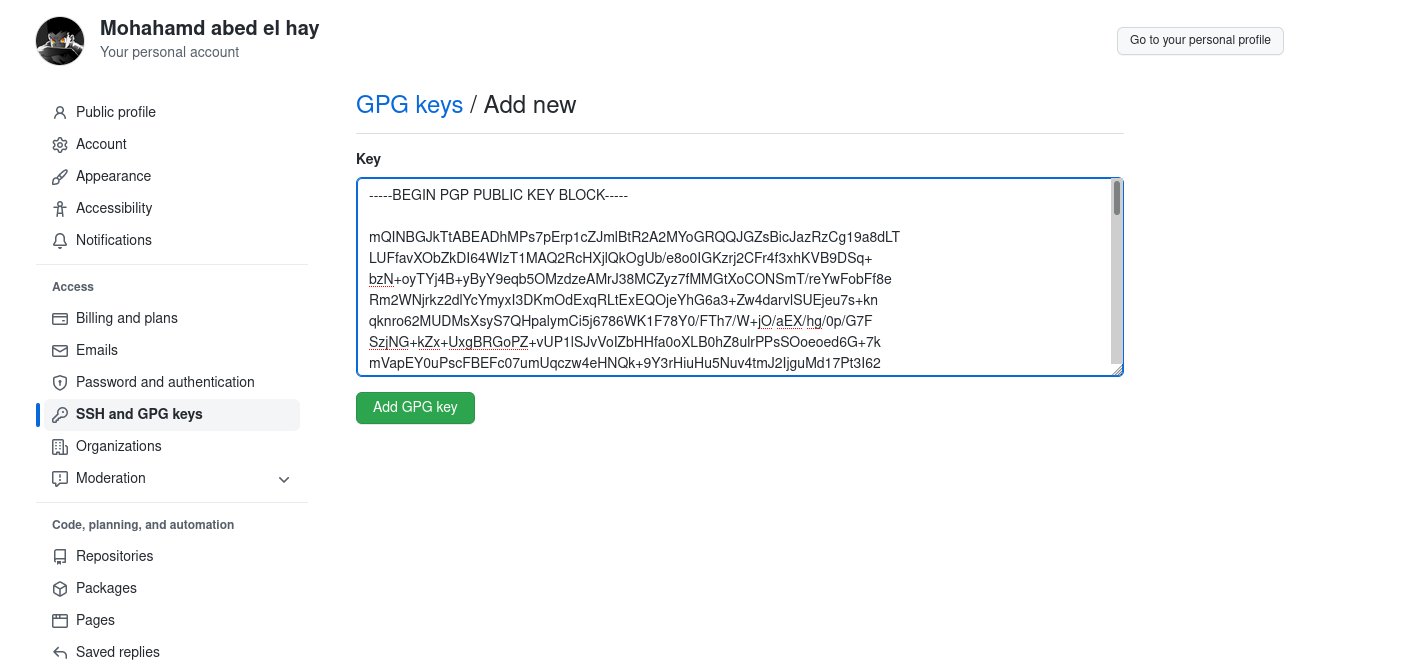 Mohahamd abed el hay
Your personal account
Go to your personal profile
Public profile
Account
Appearance
Accessibility
Notifications
Access
Billing and plans
Emails
Password and authentication
SSH and GPG keys
Organizations
Moderation
Code, planning, and automation
Repositories
Packages
Pages
Saved replies
GPG keys / Add new
Key
-----BEGIN PGP PUBLIC KEY BLOCK-----
mQINBGJkTtABEADhMPs7pErp1cZJmlBtR2A2MYoGRQQJGZsBicJazRzCg19a8dLT
LUFfavXObZkDI64WIzT1MAQ2RcHXjlQkOgUb/e8o0IGKzrj2CFr4f3xhKVB9DSq+
bzN+oyTYj4B+yByY9eqb5OMzdzeAMrJ38MCZyz7fMMGtXoCONSmT/reYwFobFf8e
Rm2WNjrkz2dlYcYmyxI3DKmOdExqRLtExEQOjeYhG6a3+Zw4darvlSUEjeu7s+kn
qknro62MUDMsXsyS7QHpalymCi5j6786WK1F78Y0/FTh7/W+jO/aEX/hg/0p/G7F
SzjNG+kZx+UxgBRGoPZ+vUP1lSJvVoIZbHHfa0oXLB0hZ8ulrPPsSOoeoed6G+7k
mVapEY0uPscFBEFc07umUqczw4eHNQk+9Y3rHiuHu5Nuv4tmJ2IjguMd17Pt3I62
Add GPG key